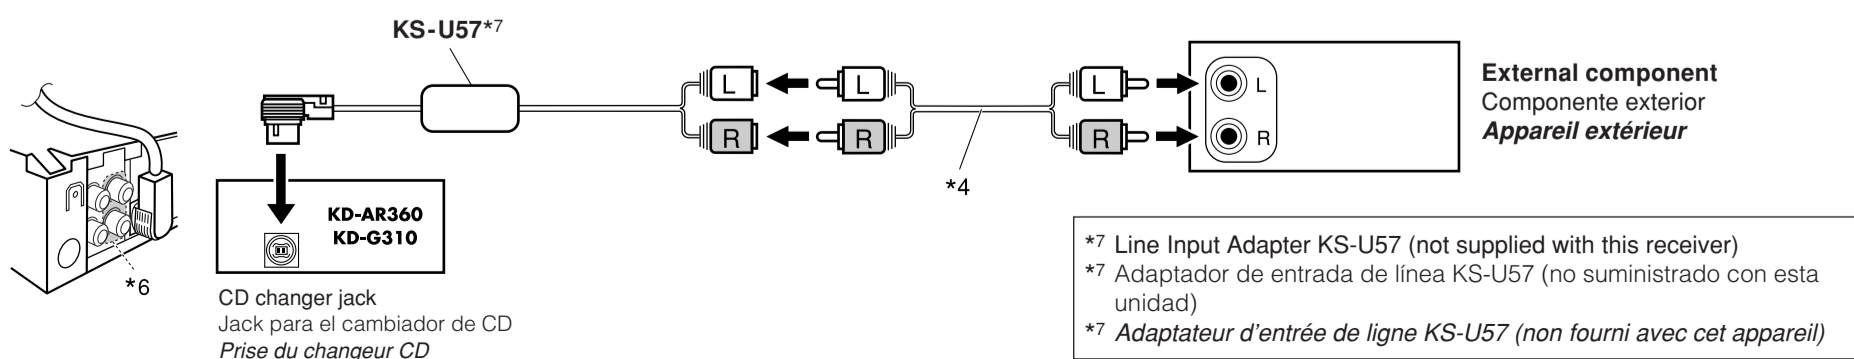 KS-U57*7
L
L
L
L
External component
Componente exterior
Appareil extérieur
R
R
R
R
*4
KD-AR360
KD-G310
*6
CD changer jack
Jack para el cambiador de CD
Prise du changeur CD
*7 Line Input Adapter KS-U57 (not supplied with this receiver)
*7 Adaptador de entrada de línea KS-U57 (no suministrado con esta
unidad)
*7 Adaptateur d'entrée de ligne KS-U57 (non fourni avec cet appareil)